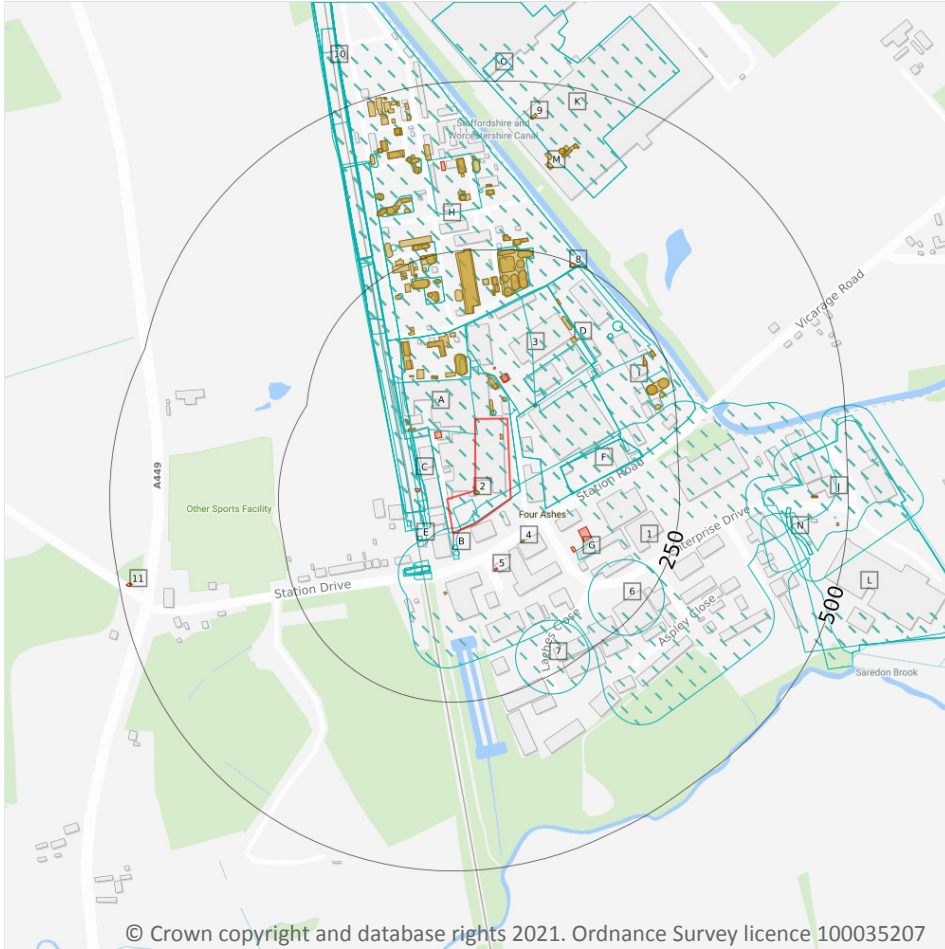 10
O
K
9
Staffordshire and
Worcestershire Canal
M
H
8
Vicarage Road
D
3
I
A
A449
C
F
Station Road
2
Other Sports Facility
J
Four Ashes
N
E
B
4
G
1
Enterprise Drive
250
5
11
Station Drive
6
L
500
Laches Close
Aspley Close
7
Saredon Brook
© Crown copyright and database rights 2021. Ordnance Survey licence 100035207